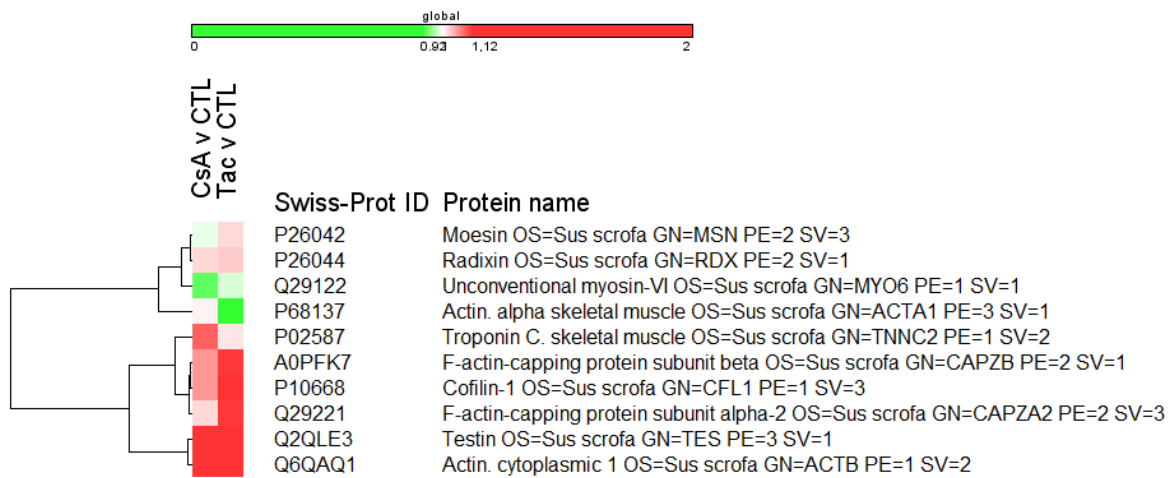 global
0 0.92 1 1,12 2
CsA v CTL
Tac v CTL
Swiss-Prot ID Protein name
P26042 Moesin OS=Sus scrofa GN=MSN PE=2 SV=3
P26044 Radixin OS=Sus scrofa GN=RDX PE=2 SV=1
Q29122 Unconventional myosin-VI OS=Sus scrofa GN=MYO6 PE=1 SV=1
P68137 Actin. alpha skeletal muscle OS=Sus scrofa GN=ACTA1 PE=3 SV=1
P02587 Troponin C. skeletal muscle OS=Sus scrofa GN=TNNC2 PE=1 SV=2
A0PFK7 F-actin-capping protein subunit beta OS=Sus scrofa GN=CAPZB PE=2 SV=1
P10668 Cofilin-1 OS=Sus scrofa GN=CFL1 PE=1 SV=3
Q29221 F-actin-capping protein subunit alpha-2 OS=Sus scrofa GN=CAPZA2 PE=2 SV=3
Q2QLE3 Testin OS=Sus scrofa GN=TES PE=3 SV=1
Q6QAQ1 Actin. cytoplasmic 1 OS=Sus scrofa GN=ACTB PE=1 SV=2